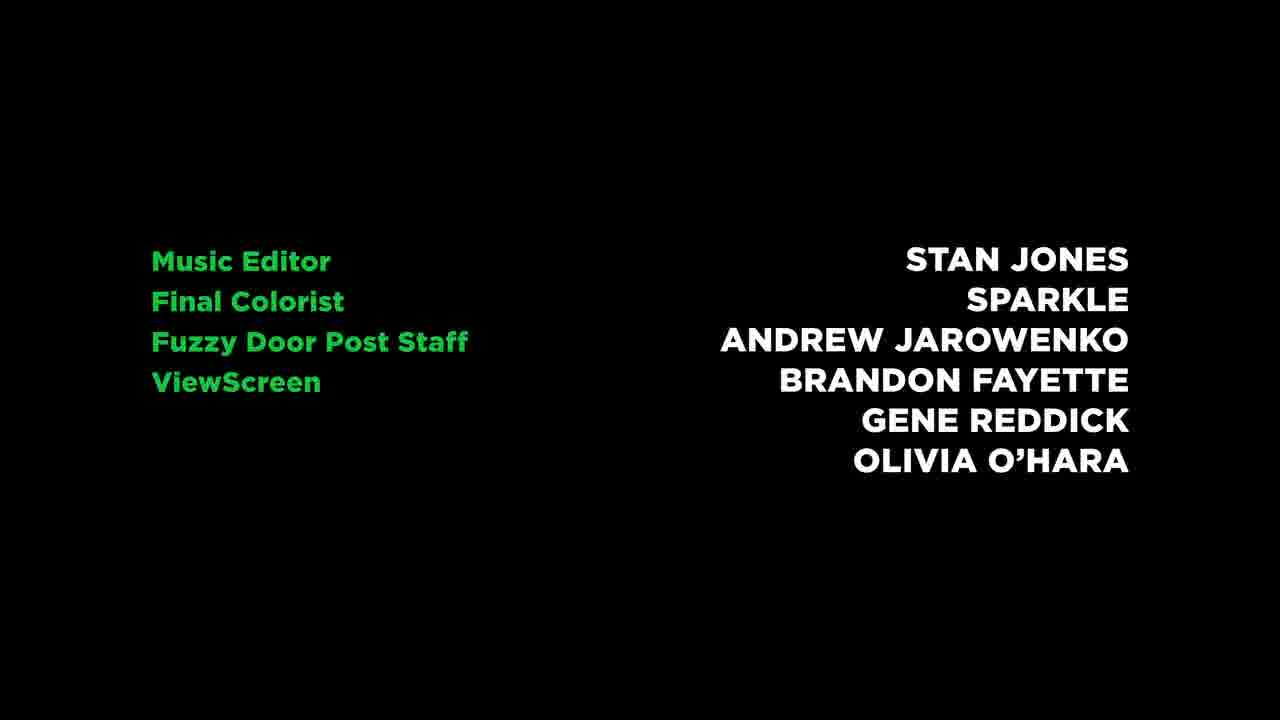 Music Editor STAN JONES
Final Colorist SPARKLE
Fuzzy Door Post Staff ANDREW JAROWENKO
ViewScreen BRANDON FAYETTE
GENE REDDICK
OLIVIA O’HARA